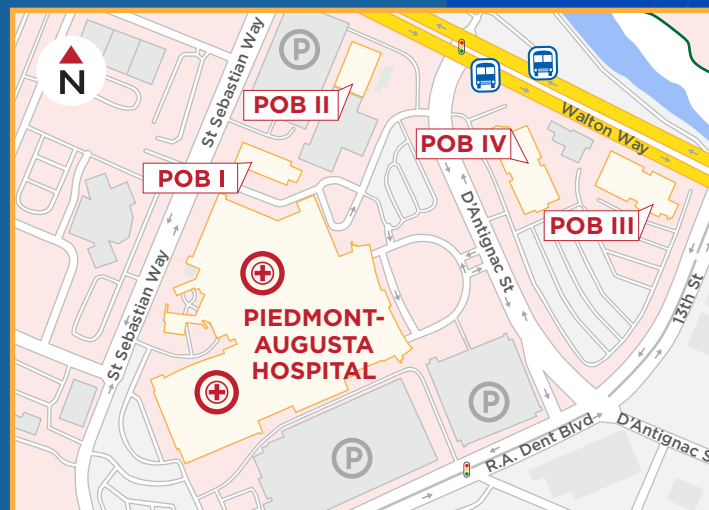 N
St Sebastian Way
P
POB II
POB I
Walton Way
POB IV
POB III
D'Antignac St
13th St
St Sebastian Way
PIEDMONT-
AUGUSTA
HOSPITAL
P
P
R.A. Dent Blvd
D'Antignac S